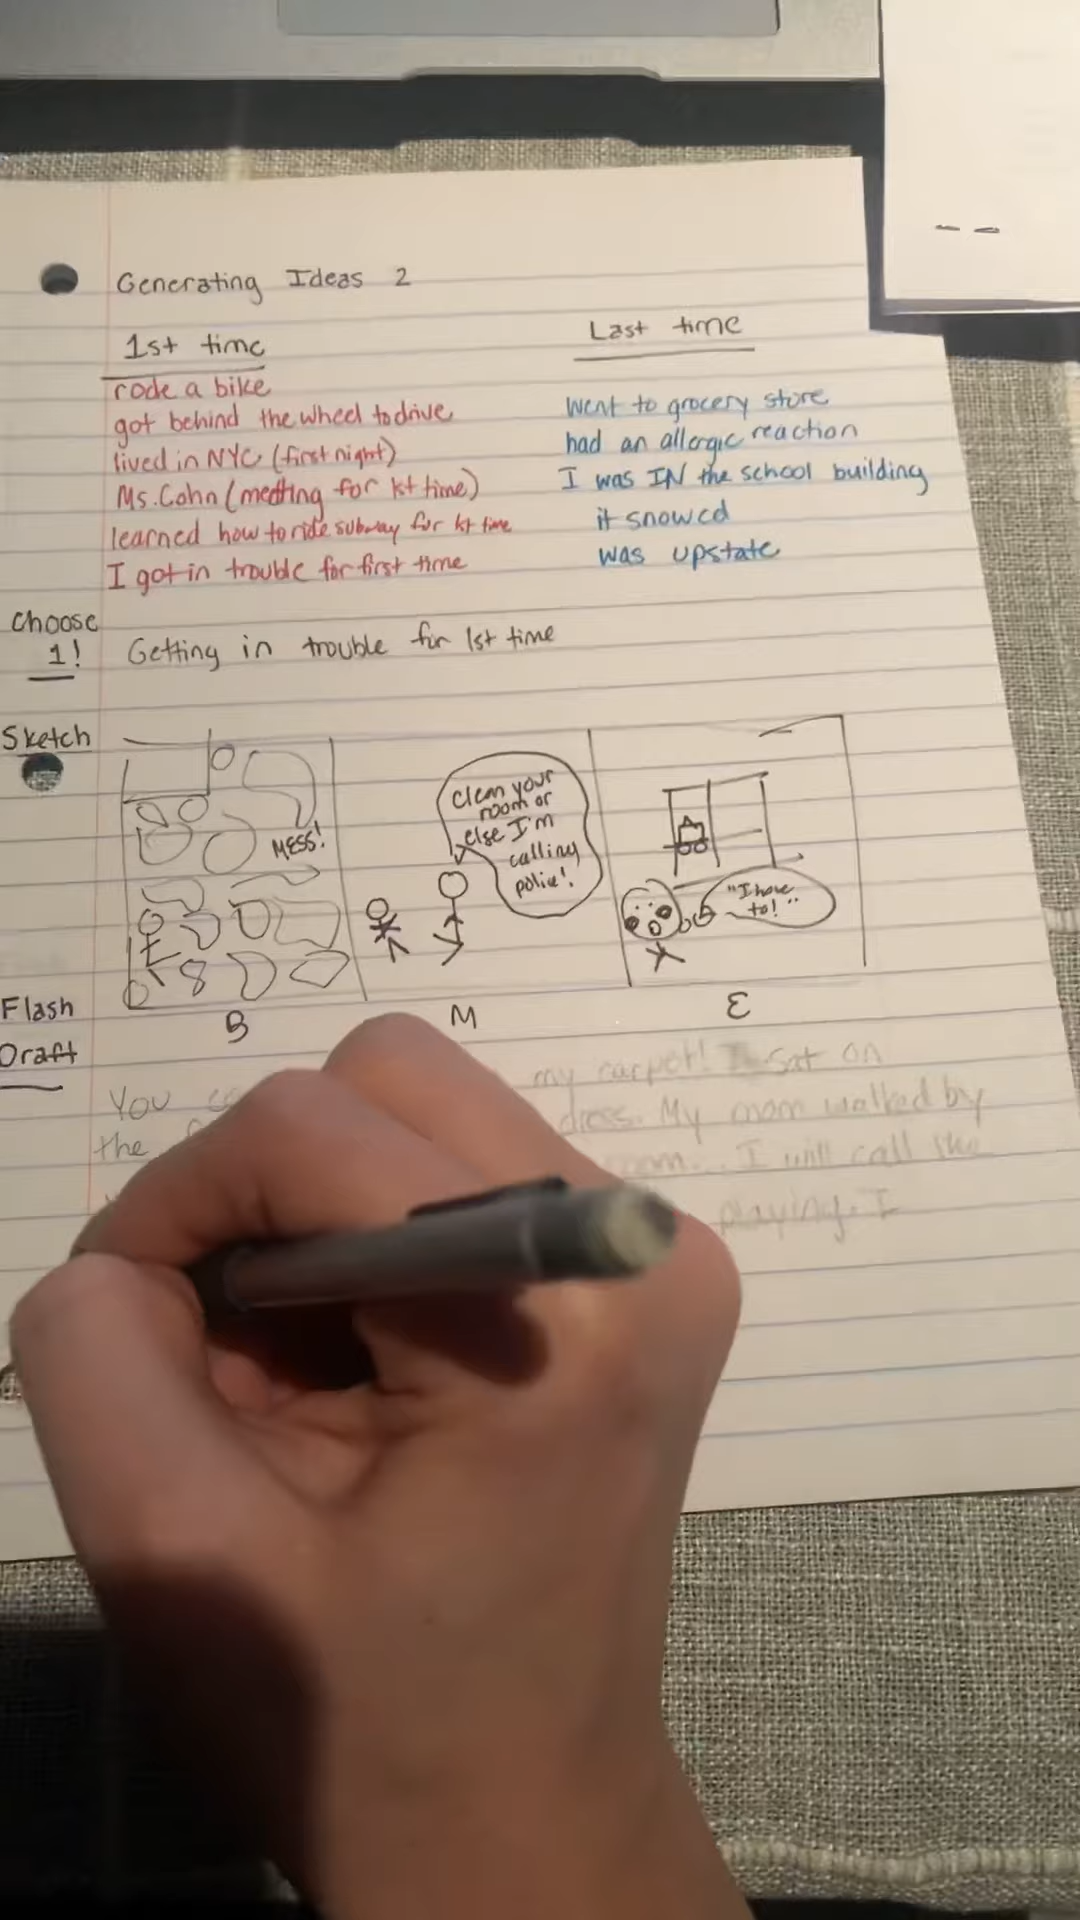 Generating Ideas 2
1st time
rode a bike
got behind the wheel to drive
lived in NYC (first night)
Ms. Cohn (meeting for 1st time)
learned how to ride subway for 1st time
I got in trouble for first time
Last time
went to grocery store
had an allergic reaction
I was IN the school building
it snowed
was upstate
Choose
1!
Getting in trouble for 1st time
Sketch
MESS!
Clean your
room or
else I'm
calling
police!
"I have
to!"
B
M
E
Flash
Draft
You my carpet! I sat on
the dress. My mom walked by
I will call the
playing. I